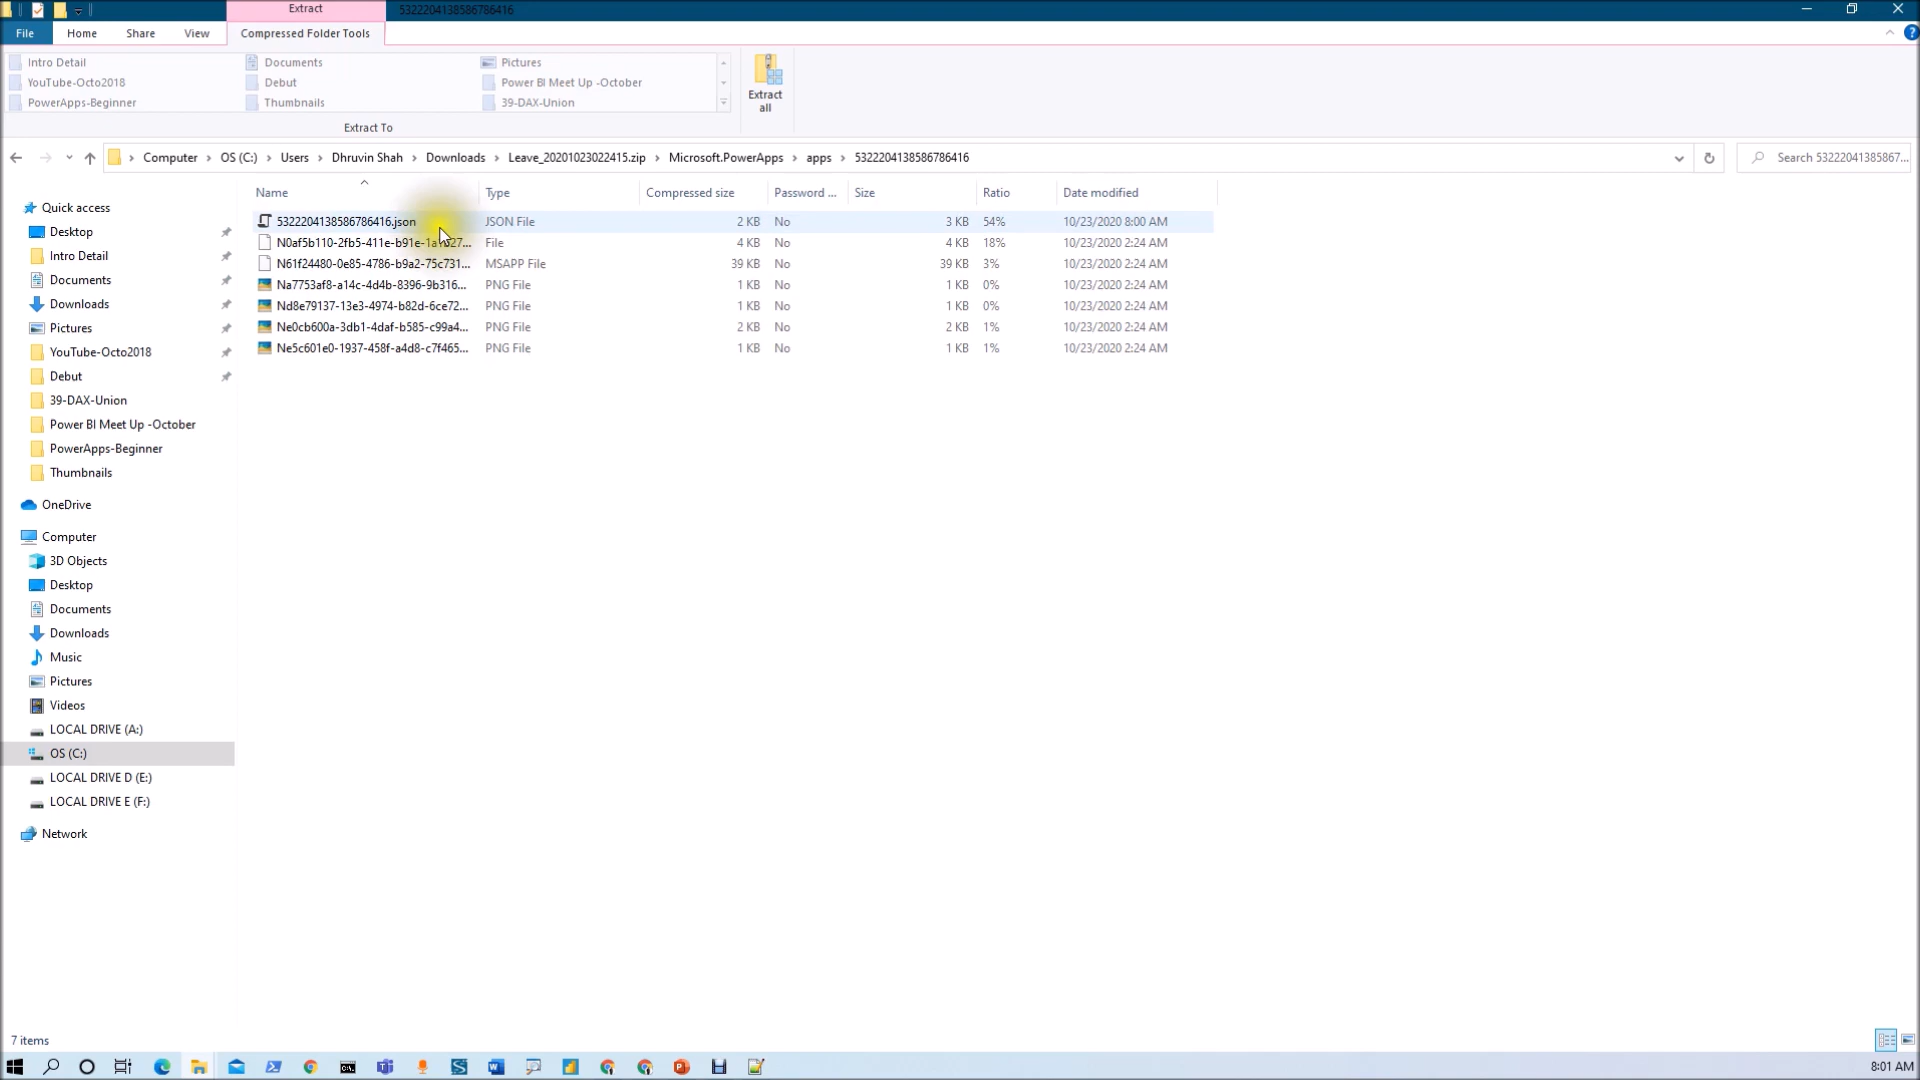 Extract
5322204138586786416
File
Home
Share
View
Compressed Folder Tools
Intro Detail
Documents
Pictures
YouTube-Octo2018
Debut
Power BI Meet Up -October
PowerApps-Beginner
Thumbnails
39-DAX-Union
Extract all
Extract To
Computer > OS (C:) > Users > Dhruvin Shah > Downloads > Leave_20201023022415.zip > Microsoft.PowerApps > apps > 5322204138586786416
Search 53222041385867...
Name
Type
Compressed size
Password ...
Size
Ratio
Date modified
5322204138586786416.json JSON File 2 KB No 3 KB 54% 10/23/2020 8:00 AM
N0af5b110-2fb5-411e-b91e- File 4 KB No 4 KB 18% 10/23/2020 2:24 AM
N61f24480-0e85-4786-b9a2-75c731... MSAPP File 39 KB No 39 KB 3% 10/23/2020 2:24 AM
Na7753af8-a14c-4d4b-8396-9b316... PNG File 1 KB No 1 KB 0% 10/23/2020 2:24 AM
Nd8e79137-13e3-4974-b82d-6ce72... PNG File 1 KB No 1 KB 0% 10/23/2020 2:24 AM
Ne0cb600a-3db1-4daf-b585-c99a4... PNG File 2 KB No 2 KB 1% 10/23/2020 2:24 AM
Ne5c601e0-1937-458f-a4d8-c7f465... PNG File 1 KB No 1 KB 1% 10/23/2020 2:24 AM
Quick access
Desktop
Intro Detail
Documents
Downloads
Pictures
YouTube-Octo2018
Debut
39-DAX-Union
Power BI Meet Up -October
PowerApps-Beginner
Thumbnails
OneDrive
Computer
3D Objects
Desktop
Documents
Downloads
Music
Pictures
Videos
LOCAL DRIVE (A:)
OS (C:)
LOCAL DRIVE D (E:)
LOCAL DRIVE E (F:)
Network
7 items
8:01 AM